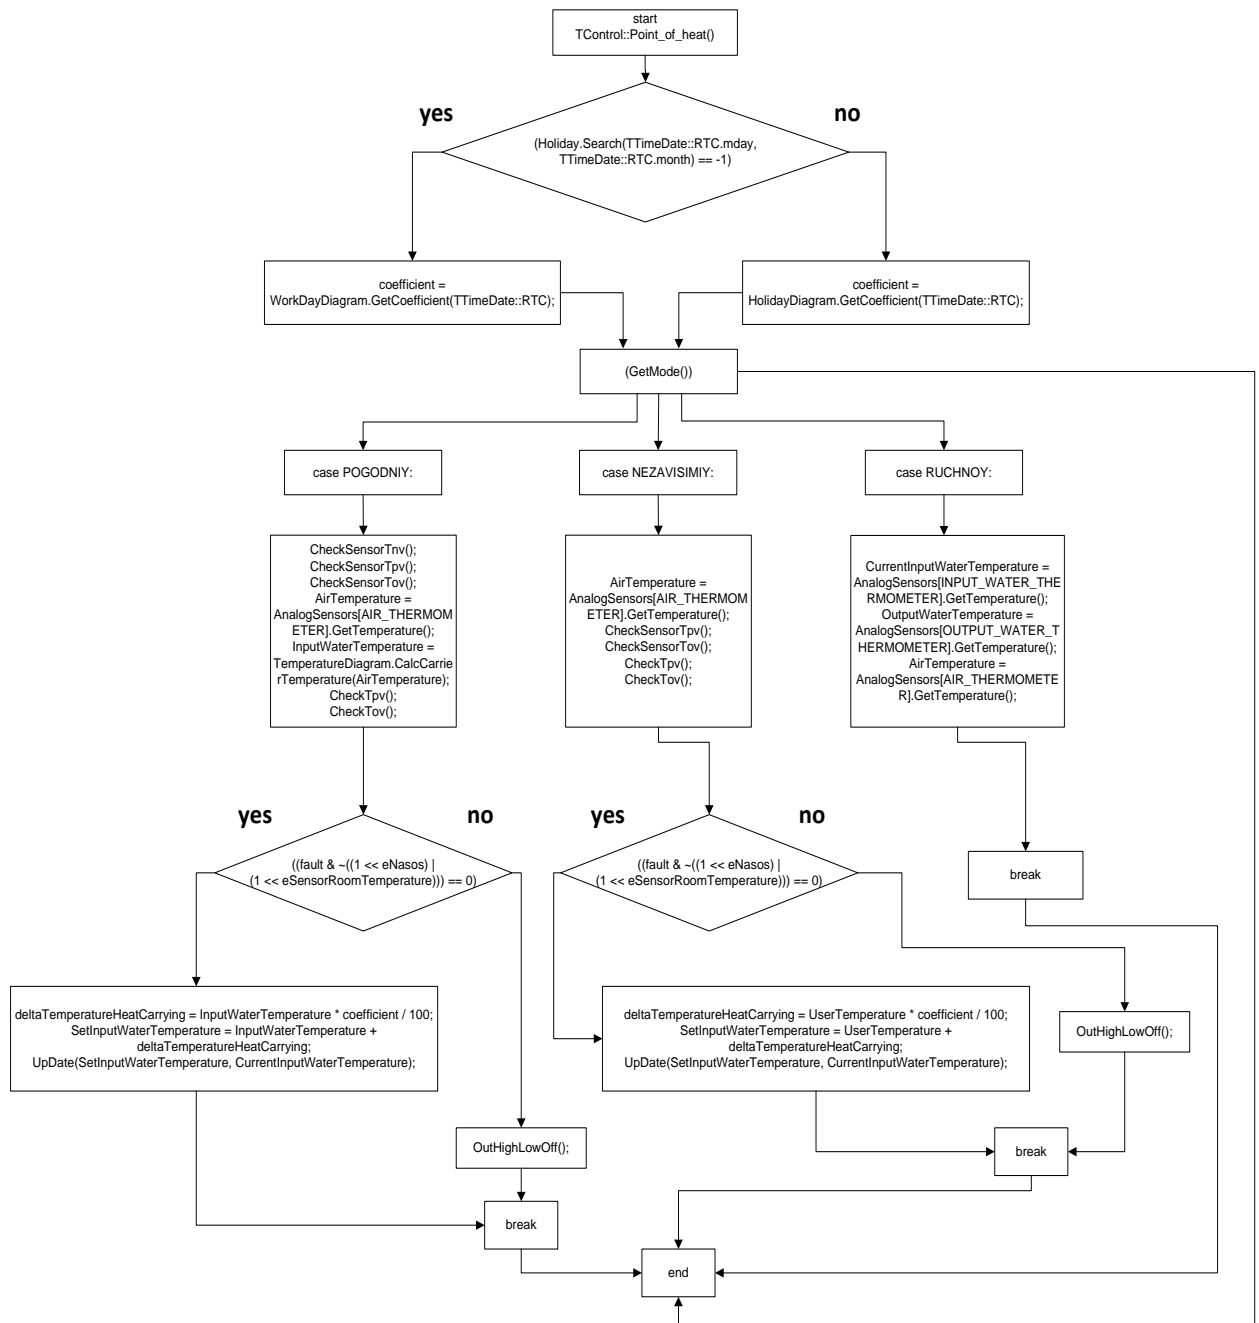 start
TControl::Point_of_heat()
yes
no
(Holiday.Search(TTimeDate::RTC.mday,
TTimeDate::RTC.month) == -1)
coefficient =
WorkDayDiagram.GetCoefficient(TTimeDate::RTC);
coefficient =
HolidayDiagram.GetCoefficient(TTimeDate::RTC);
(GetMode())
case POGODNIY:
case NEZAVISIMIY:
case RUCHNOY:
CheckSensorTnv();
CheckSensorTpv();
CheckSensorTov();
AirTemperature =
AnalogSensors[AIR_THERMOM
ETER].GetTemperature();
InputWaterTemperature =
TemperatureDiagram.CalcCarrie
rTemperature(AirTemperature);
CheckTpv();
CheckTov();
AirTemperature =
AnalogSensors[AIR_THERMOM
ETER].GetTemperature();
CheckSensorTpv();
CheckSensorTov();
CheckTpv();
CheckTov();
CurrentInputWaterTemperature =
AnalogSensors[INPUT_WATER_THE
RMOMETER].GetTemperature();
OutputWaterTemperature =
AnalogSensors[OUTPUT_WATER_T
HERMOMETER].GetTemperature();
AirTemperature =
AnalogSensors[AIR_THERMOMETE
R].GetTemperature();
yes
no
((fault & ~((1 << eNasos) |
(1 << eSensorRoomTemperature))) == 0)
yes
no
((fault & ~((1 << eNasos) |
(1 << eSensorRoomTemperature))) == 0)
break
deltaTemperatureHeatCarrying = InputWaterTemperature * coefficient / 100;
SetInputWaterTemperature = InputWaterTemperature +
deltaTemperatureHeatCarrying;
UpDate(SetInputWaterTemperature, CurrentInputWaterTemperature);
deltaTemperatureHeatCarrying = UserTemperature * coefficient / 100;
SetInputWaterTemperature = UserTemperature +
deltaTemperatureHeatCarrying;
UpDate(SetInputWaterTemperature, CurrentInputWaterTemperature);
OutHighLowOff();
OutHighLowOff();
break
break
end